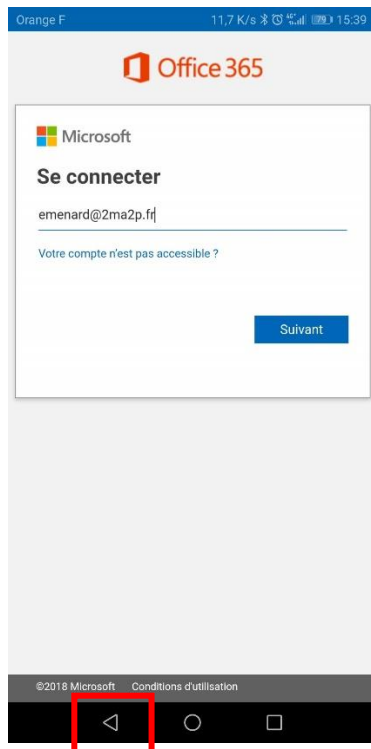 Orange F 11,7 K/s 79 15:39
Office 365
Microsoft
Se connecter
emenard@2ma2p.fr
Votre compte n'est pas accessible ?
Suivant
©2018 Microsoft Conditions d'utilisation